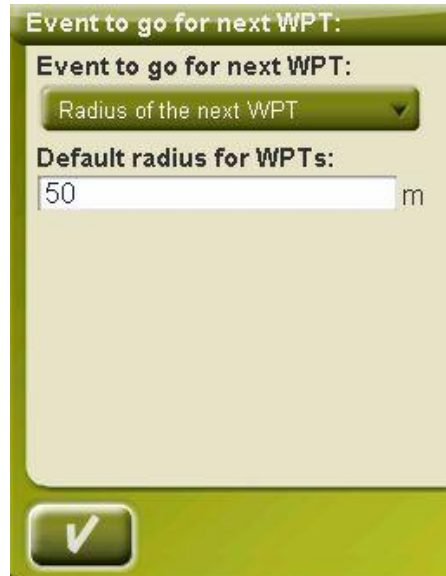 Event to go for next WPT:
Event to go for next WPT:
Radius of the next WPT
Default radius for WPTs:
50 m